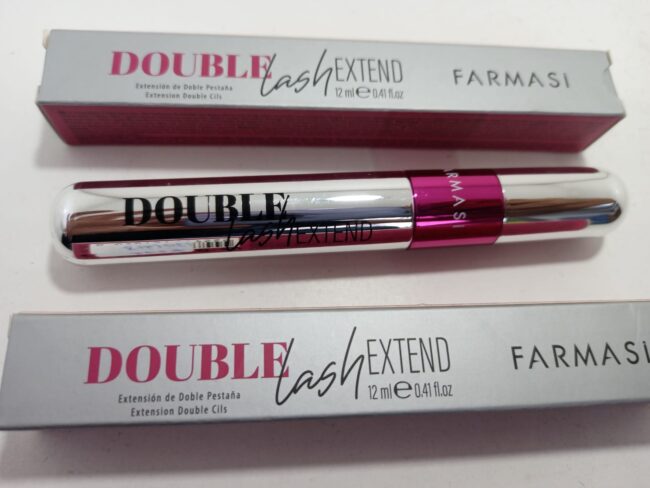 DOUBLE Lash EXTEND FARMASİ
Extensión de Doble Pestaña
Extension Double Cils
12 ml ℮ 0.41 fl.oz
DOUBLE
Lash EXTEND
FARMASİ
DOUBLE Lash EXTEND FARMASİ
Extensión de Doble Pestaña
Extension Double Cils
12 ml ℮ 0.41 fl.oz